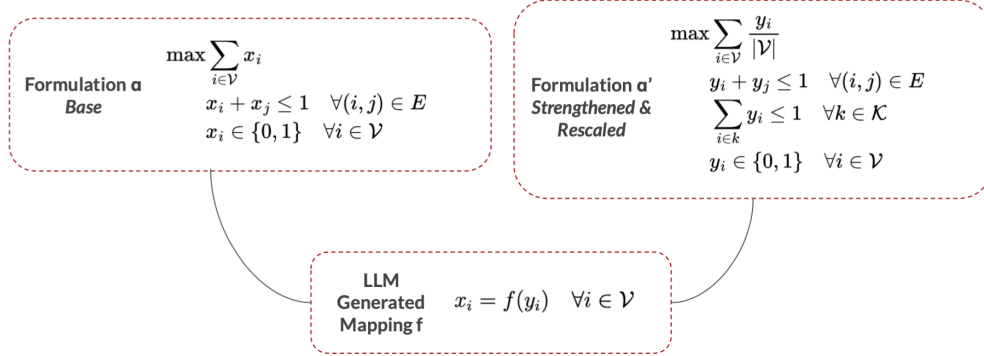 Formulation α
Base
max ∑_{i∈𝒱} x_i
x_i + x_j ≤ 1 ∀(i, j) ∈ E
x_i ∈ {0, 1} ∀i ∈ 𝒱
Formulation α'
Strengthened &
Rescaled
max ∑_{i∈𝒱} y_i/|𝒱|
y_i + y_j ≤ 1 ∀(i, j) ∈ E
∑_{i∈k} y_i ≤ 1 ∀k ∈ 𝒦
y_i ∈ {0, 1} ∀i ∈ 𝒱
LLM
Generated
Mapping f
x_i = f(y_i) ∀i ∈ 𝒱